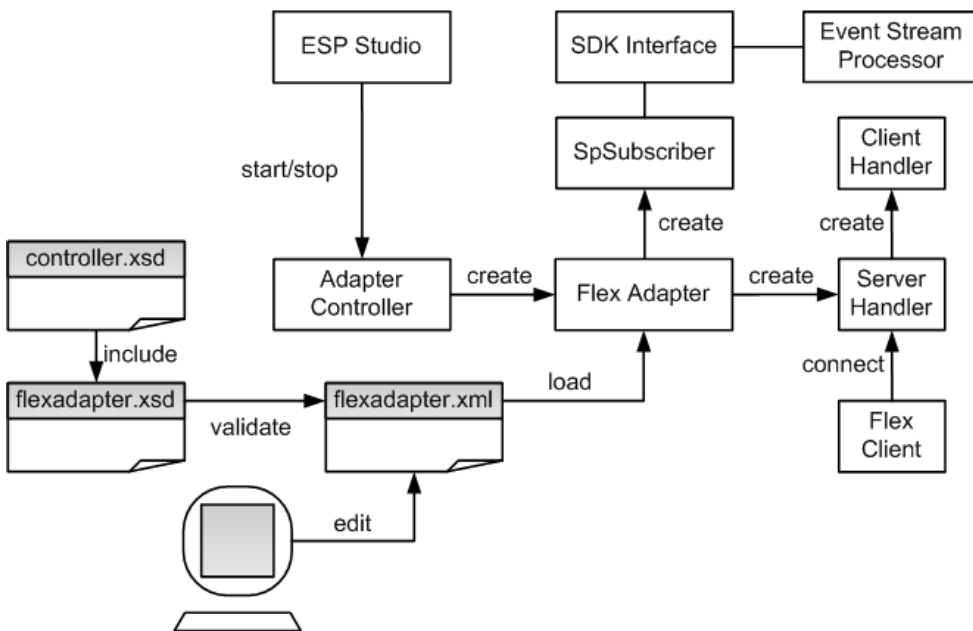 ESP Studio
SDK Interface
Event Stream
Processor
SpSubscriber
Client
Handler
start/stop
create
create
controller.xsd
Adapter
Controller
create
Flex Adapter
create
Server
Handler
include
load
connect
flexadapter.xsd
validate
flexadapter.xml
Flex
Client
edit